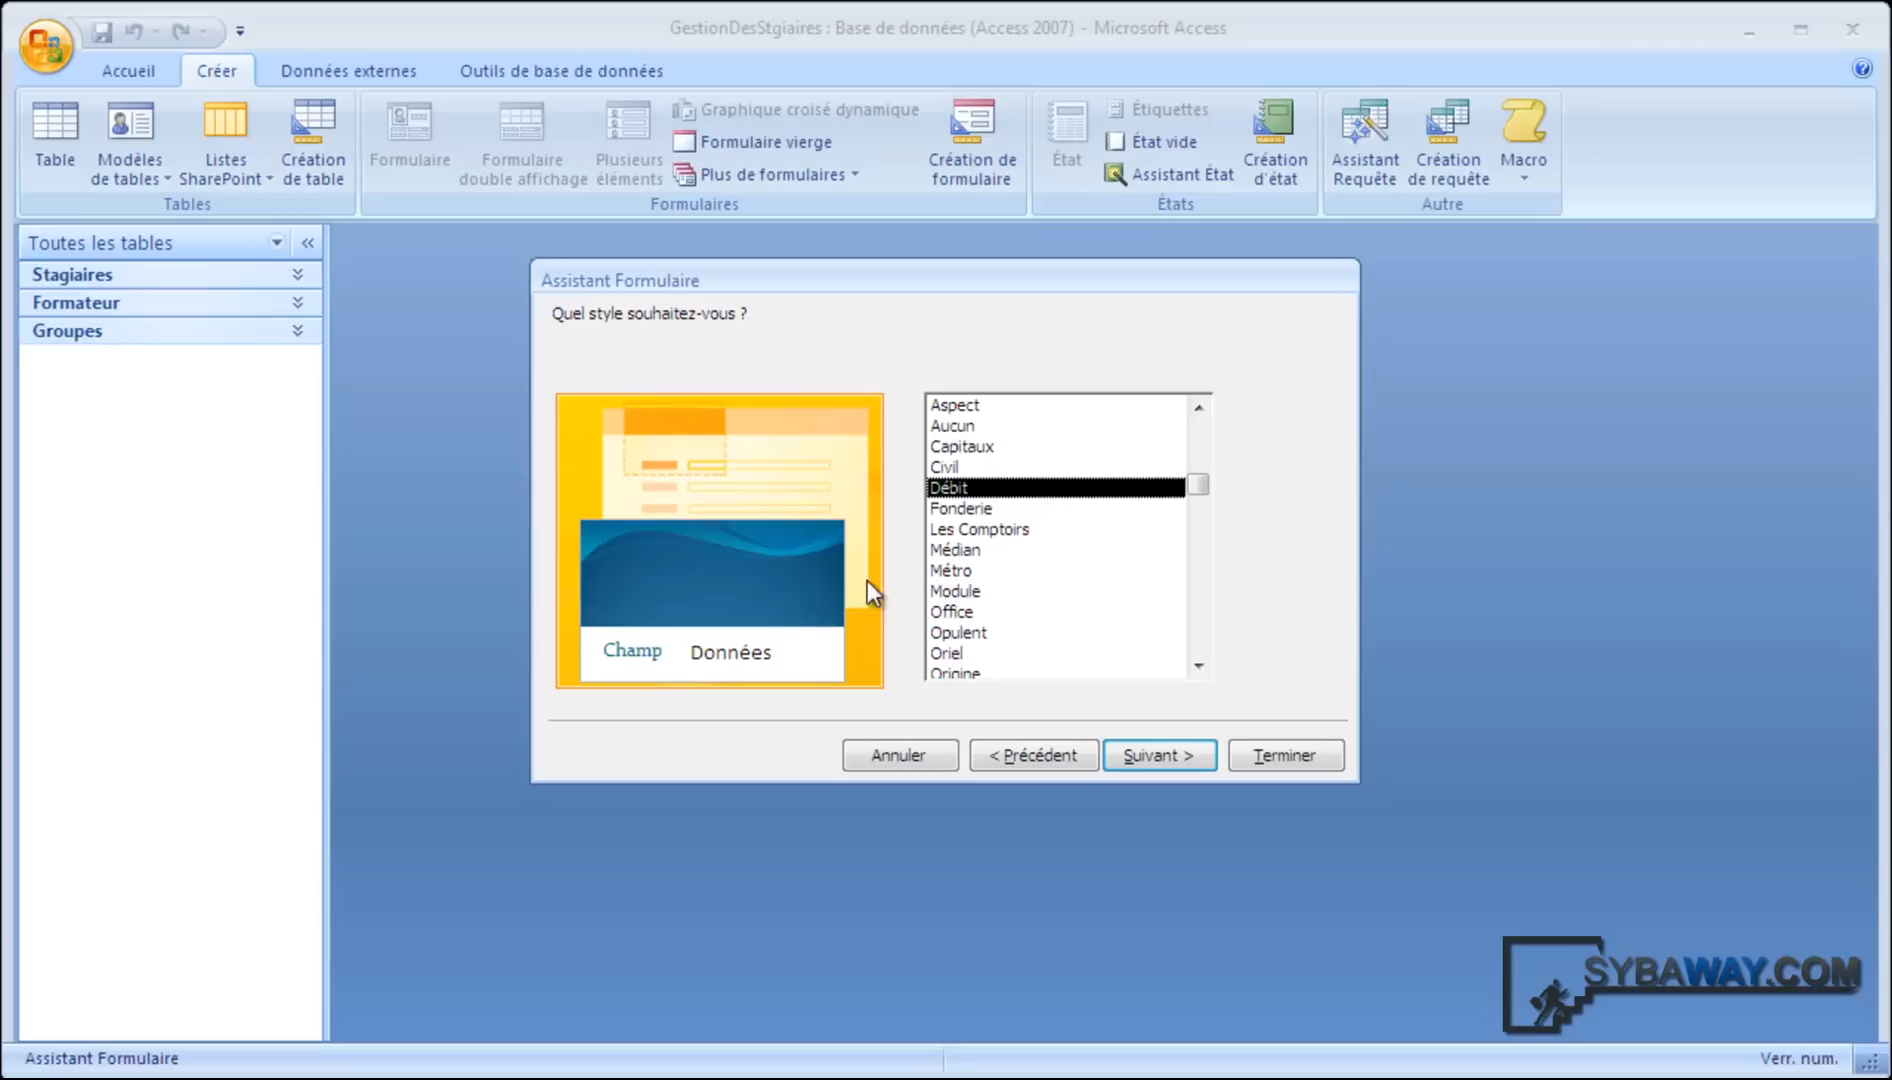 GestionDesStgiaires : Base de données (Access 2007) - Microsoft Access
Accueil Créer Données externes Outils de base de données
Table
Modèles de tables
Listes SharePoint
Création de table
Tables
Formulaire
Formulaire double affichage
Plusieurs éléments
Graphique croisé dynamique
Formulaire vierge
Plus de formulaires
Création de formulaire
Formulaires
État
Étiquettes
État vide
Assistant État
Création d'état
États
Assistant Requête
Création de requête
Macro
Autre
Toutes les tables
Stagiaires
Formateur
Groupes
Assistant Formulaire
Quel style souhaitez-vous ?
Champ Données
Aspect
Aucun
Capitaux
Civil
Débit
Fonderie
Les Comptoirs
Médian
Métro
Module
Office
Opulent
Oriel
Origine
Annuler < Précédent Suivant > Terminer
SYBAWAY.COM
Assistant Formulaire Verr. num.